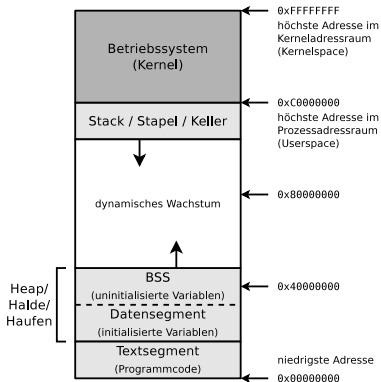 0xFFFFFFFF
höchste Adresse im
Kerneladressraum
(Kernelspace)
Betriebssystem
(Kernel)
0xC0000000
höchste Adresse im
Prozessadressraum
(Userspace)
Stack / Stapel / Keller
0x80000000
dynamisches Wachstum
0x40000000
BSS
(uninitialisierte Variablen)
Heap/
Halde/
Haufen
Datensegment
(initialisierte Variablen)
Textsegment
(Programmcode)
niedrigste Adresse
0x00000000